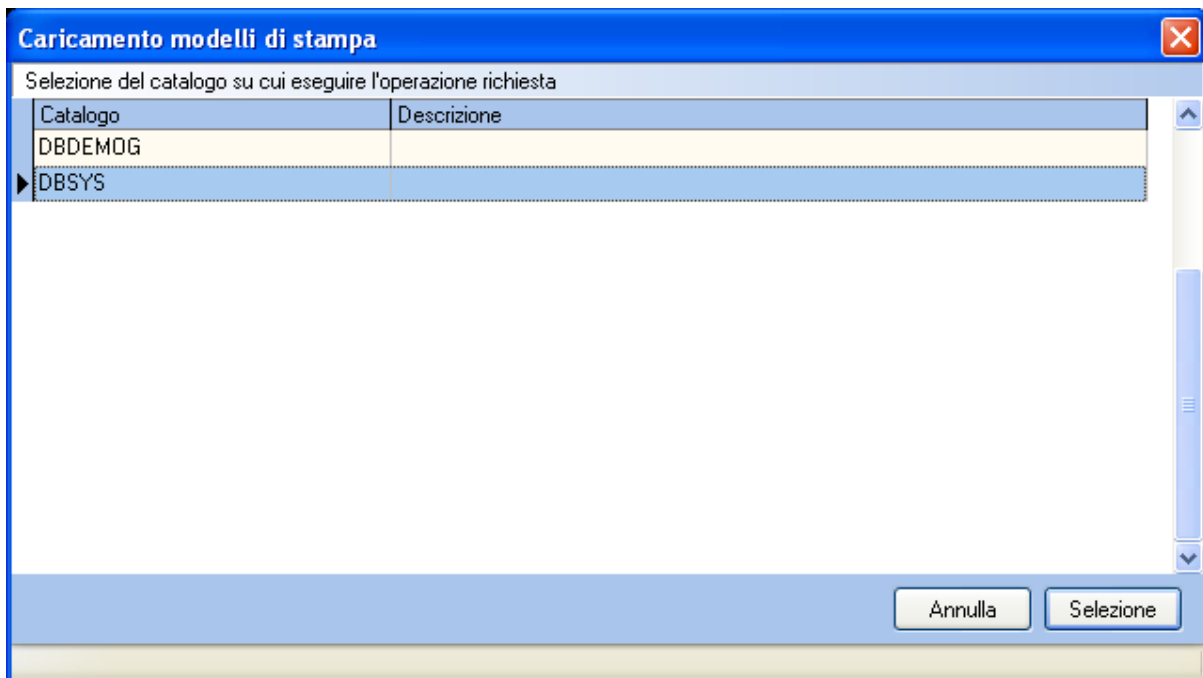 Caricamento modelli di stampa
Selezione del catalogo su cui eseguire l'operazione richiesta
Catalogo Descrizione
DBDEMOG
DBSYS
Annulla Selezione